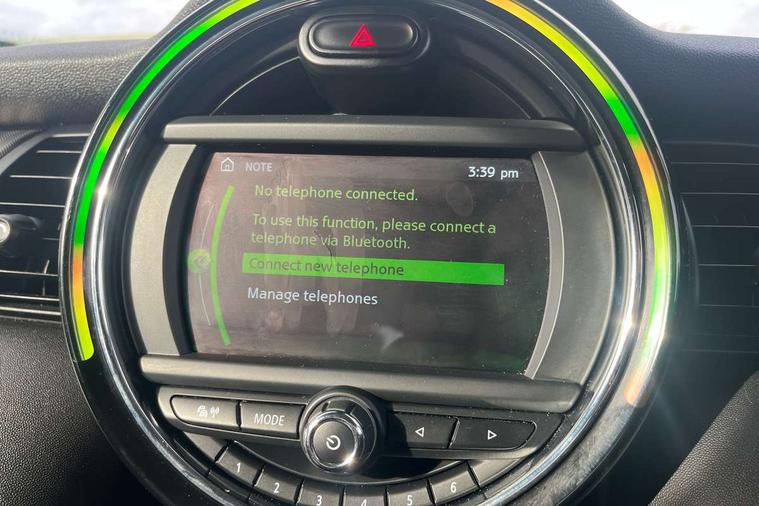 NOTE
3:39 pm
No telephone connected.
To use this function, please connect a
telephone via Bluetooth.
Connect new telephone
Manage telephones
MODE
1 2 3 4 5 6